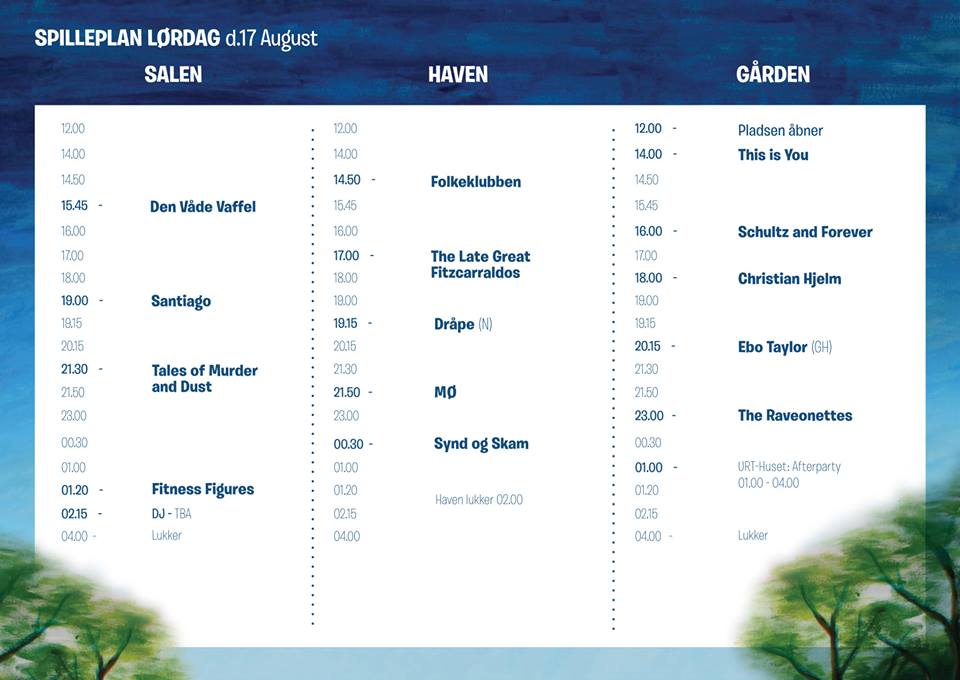 SPILLEPLAN LØRDAG d.17 August
SALEN
HAVEN
GÅRDEN
12.00
14.00
14.50
15.45 - Den Våde Vaffel
16.00
17.00
18.00
19.00 - Santiago
19.15
20.15
21.30 - Tales of Murder
and Dust
21.50
23.00
00.30
01.00
01.20 - Fitness Figures
02.15 - DJ - TBA
04.00 - Lukker
12.00
14.00
14.50 - Folkeklubben
15.45
16.00
17.00 - The Late Great
Fitzcarraldos
18.00
19.00
19.15 - Dråpe (N)
20.15
21.30
21.50 - MØ
23.00
00.30 - Synd og Skam
01.00
01.20
Haven lukker 02.00
02.15
04.00
12.00 - Pladsen åbner
14.00 - This is You
14.50
15.45
16.00 - Schultz and Forever
17.00
18.00 - Christian Hjelm
19.00
19.15
20.15 - Ebo Taylor (GH)
21.30
21.50
23.00 - The Raveonettes
00.30
01.00 - URT-Huset: Afterparty
01.00 - 04.00
01.20
02.15
04.00 - Lukker